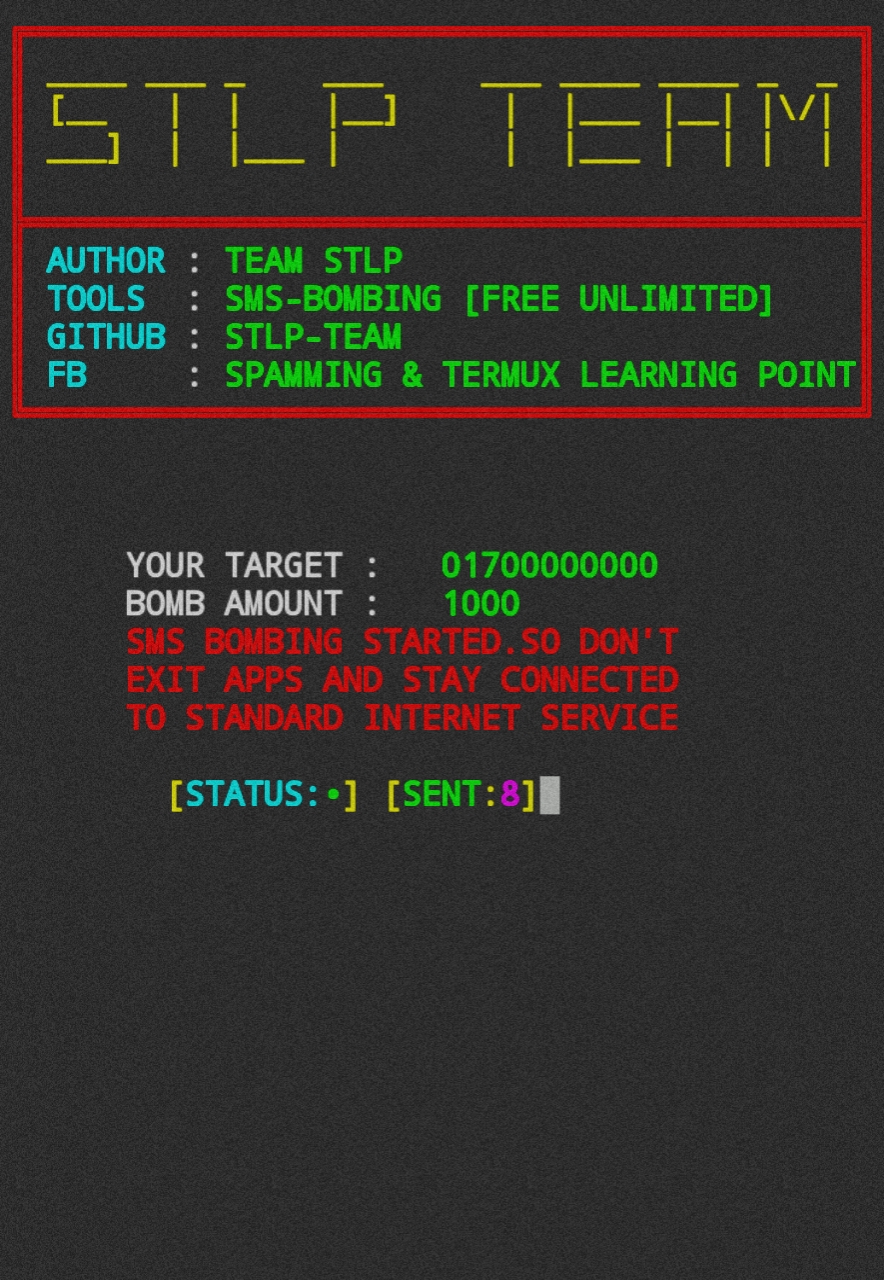 STLP TEAM
AUTHOR : TEAM STLP
TOOLS : SMS-BOMBING [FREE UNLIMITED]
GITHUB : STLP-TEAM
FB : SPAMMING & TERMUX LEARNING POINT
YOUR TARGET : 01700000000
BOMB AMOUNT : 1000
SMS BOMBING STARTED.SO DON'T
EXIT APPS AND STAY CONNECTED
TO STANDARD INTERNET SERVICE
[STATUS:•] [SENT:8]